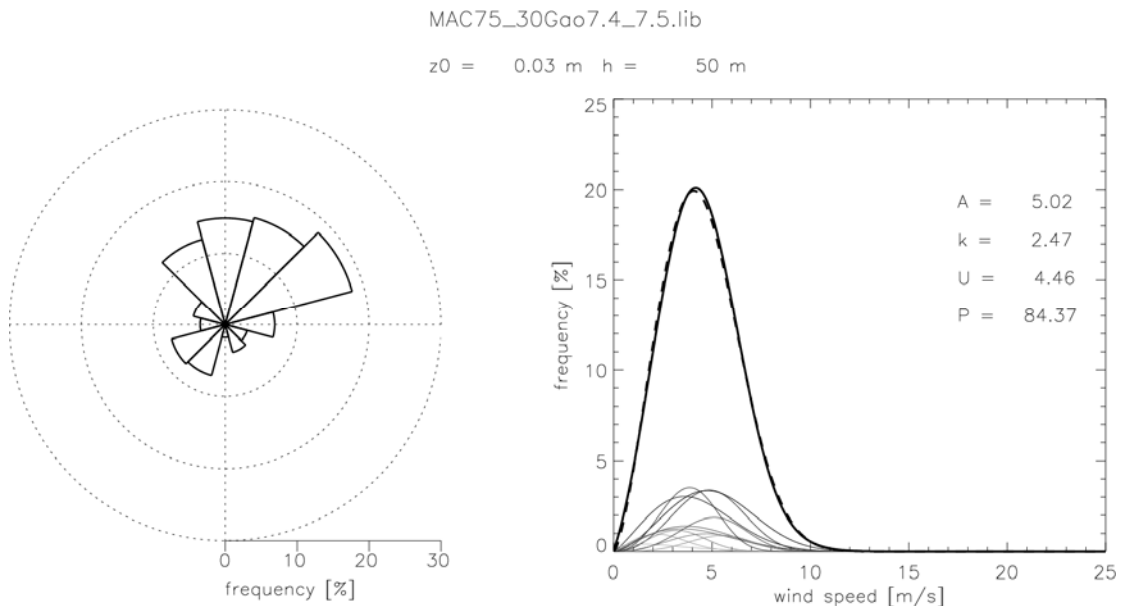 MAC75_30Gao7.4_7.5.lib
z0 = 0.03 m h = 50 m
0 10 20 30
frequency [%]
25
20
15
10
5
0
frequency [%]
A = 5.02
k = 2.47
U = 4.46
P = 84.37
0 5 10 15 20 25
wind speed [m/s]